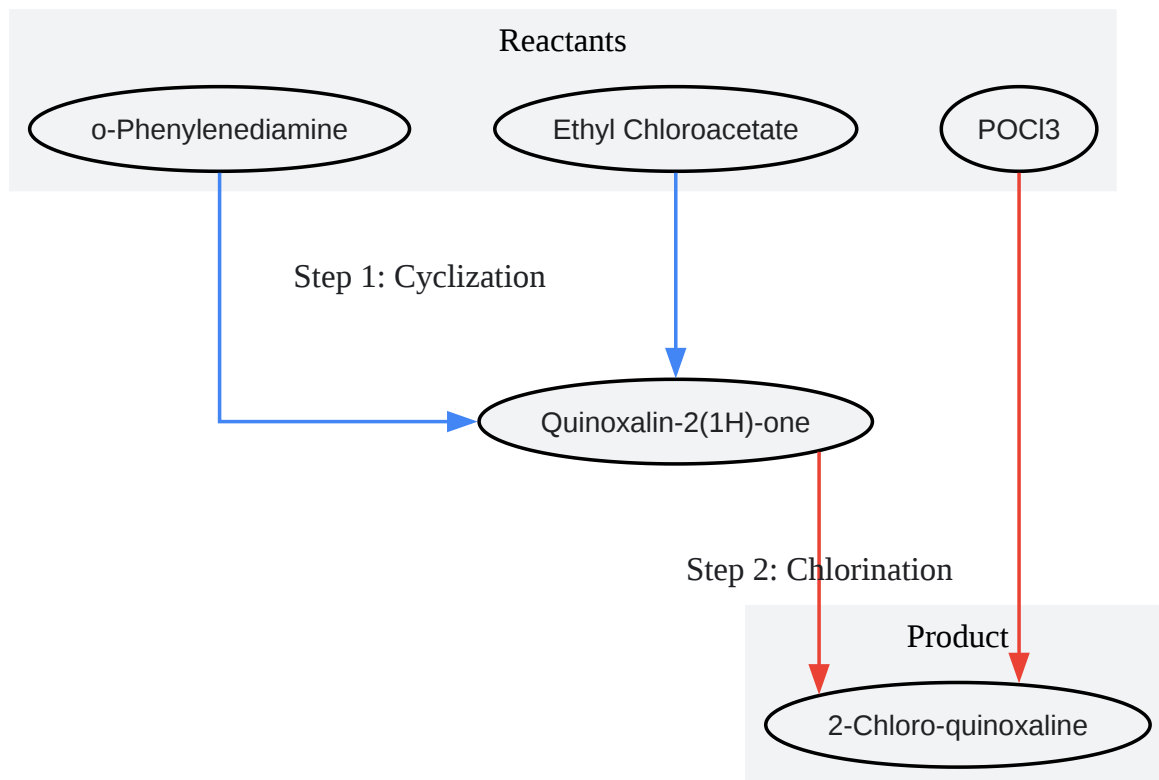 Reactants
o-Phenylenediamine
Ethyl Chloroacetate
POCl3
Step 1: Cyclization
Quinoxalin-2(1H)-one
Step 2: Chlorination
Product
2-Chloro-quinoxaline